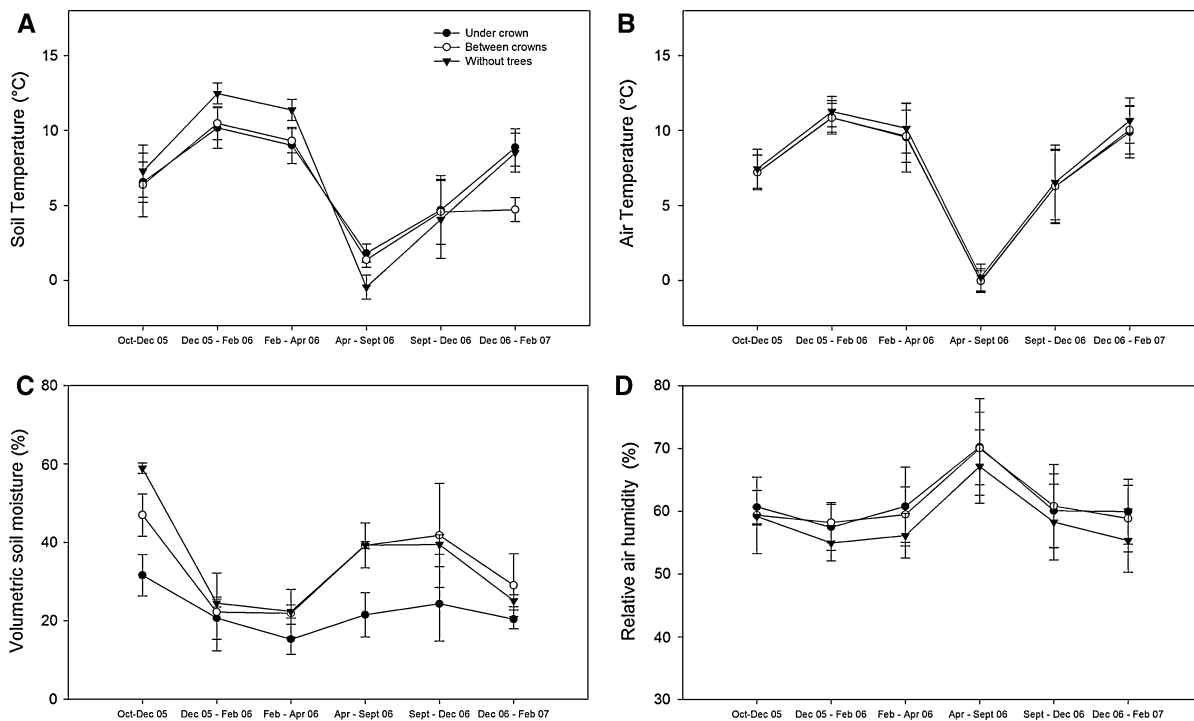 A
Soil Temperature (°C)
15
10
5
0
Under crown
Between crowns
Without trees
Oct-Dec 05 Dec 05 - Feb 06 Feb - Apr 06 Apr - Sept 06 Sept - Dec 06 Dec 06 - Feb 07
B
Air Temperature (°C)
15
10
5
0
Oct-Dec 05 Dec 05 - Feb 06 Feb - Apr 06 Apr - Sept 06 Sept - Dec 06 Dec 06 - Feb 07
C
Volumetric soil moisture (%)
80
60
40
20
0
Oct-Dec 05 Dec 05 - Feb 06 Feb - Apr 06 Apr - Sept 06 Sept - Dec 06 Dec 06 - Feb 07
D
Relative air humidity (%)
80
70
60
50
40
30
Oct-Dec 05 Dec 05 - Feb 06 Feb - Apr 06 Apr - Sept 06 Sept - Dec 06 Dec 06 - Feb 07